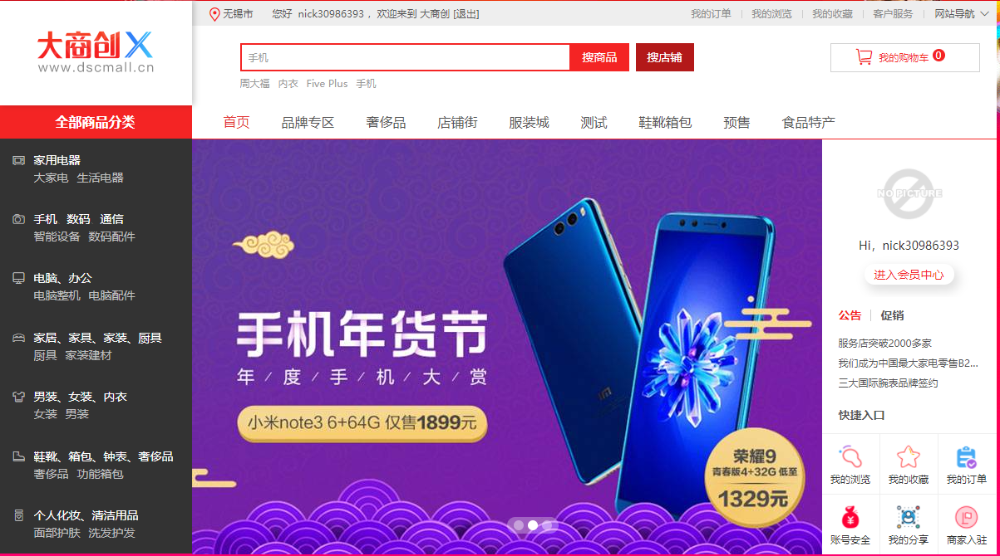 大商创X
www.dscmall.cn
无锡市 您好 nick30986393 ，欢迎来到 大商创 [退出]
我的订单 我的浏览 我的收藏 客户服务 网站导航
手机 搜商品 搜店铺
我的购物车 0
周大福 内衣 Five Plus 手机
全部商品分类
首页 品牌专区 奢侈品 店铺街 服装城 测试 鞋靴箱包 预售 食品特产
家用电器
大家电 生活电器
手机 数码 通信
智能设备 数码配件
电脑、办公
电脑整机 电脑配件
家居、家具、家装、厨具
厨具 家装建材
男装、女装、内衣
女装 男装
鞋靴、箱包、钟表、奢侈品
奢侈品 功能箱包
个人化妆、清洁用品
面部护肤 洗发护发
手机年货节
年 / 度 / 手 / 机 / 大 / 赏
小米note3 6+64G 仅售1899元
荣耀9
青春版4+32G 低至
1329元
NO PICTURE
Hi，nick30986393
进入会员中心
公告 促销
服务店突破2000多家
我们成为中国最大家电零售B2...
三大国际腕表品牌签约
快捷入口
我的浏览 我的收藏 我的订单
账号安全 我的分享 商家入驻